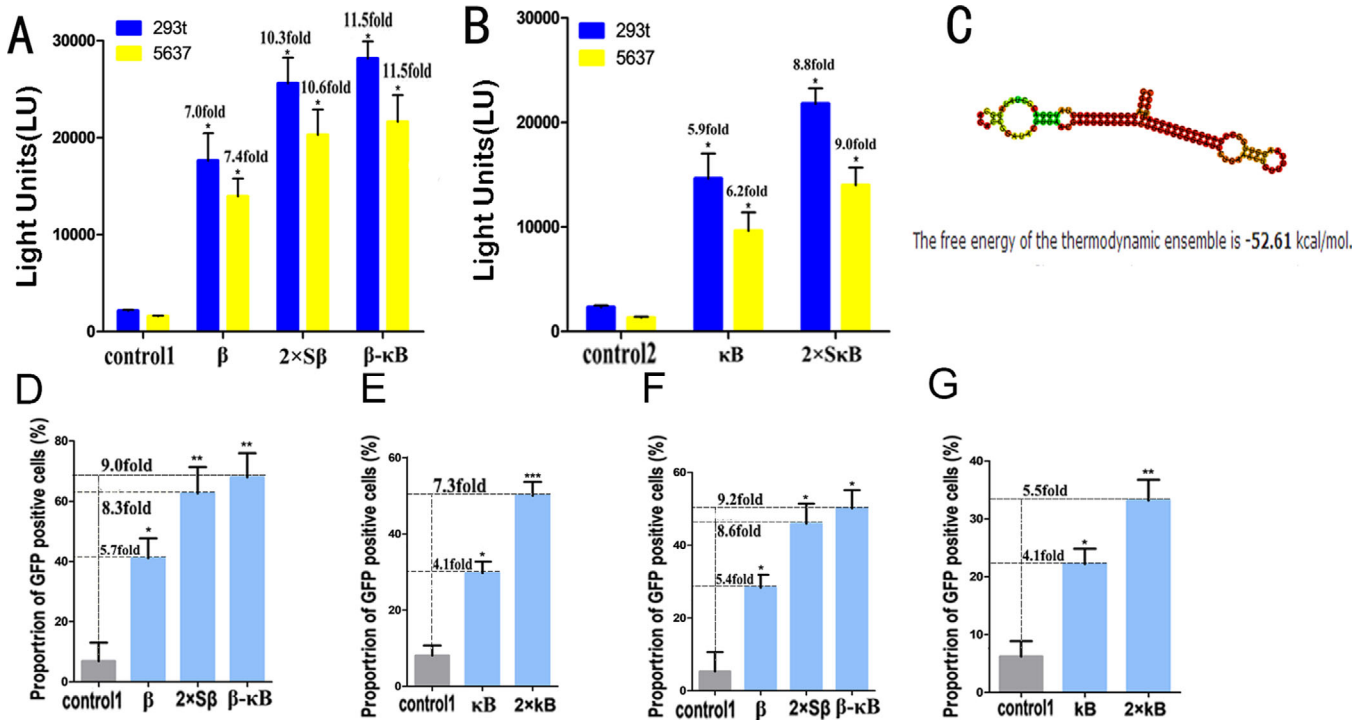 A
Light Units(LU)
30000
20000
10000
0
293t
5637
7.0fold
*
7.4fold
*
10.3fold
*
10.6fold
*
11.5fold
*
11.5fold
*
control1 β 2×Sβ β-κB
B
Light Units(LU)
30000
20000
10000
0
293t
5637
5.9fold
*
6.2fold
*
8.8fold
*
9.0fold
*
control2 κB 2×SκB
C
The free energy of the thermodynamic ensemble is -52.61 kcal/mol.
D
Proportrion of GFP positive cells (%)
80
60
40
20
0
9.0fold
8.3fold
5.7fold
*
**
**
control1 β 2×Sβ β-κB
E
Proportrion of GFP positive cells (%)
60
40
20
0
7.3fold
4.1fold
*
***
control1 κB 2×kB
F
Proportrion of GFP positive cells (%)
60
40
20
0
9.2fold
8.6fold
5.4fold
*
*
*
control1 β 2×Sβ β-κB
G
Proportrion of GFP positive cells (%)
40
30
20
10
0
5.5fold
4.1fold
*
**
control1 kB 2×kB